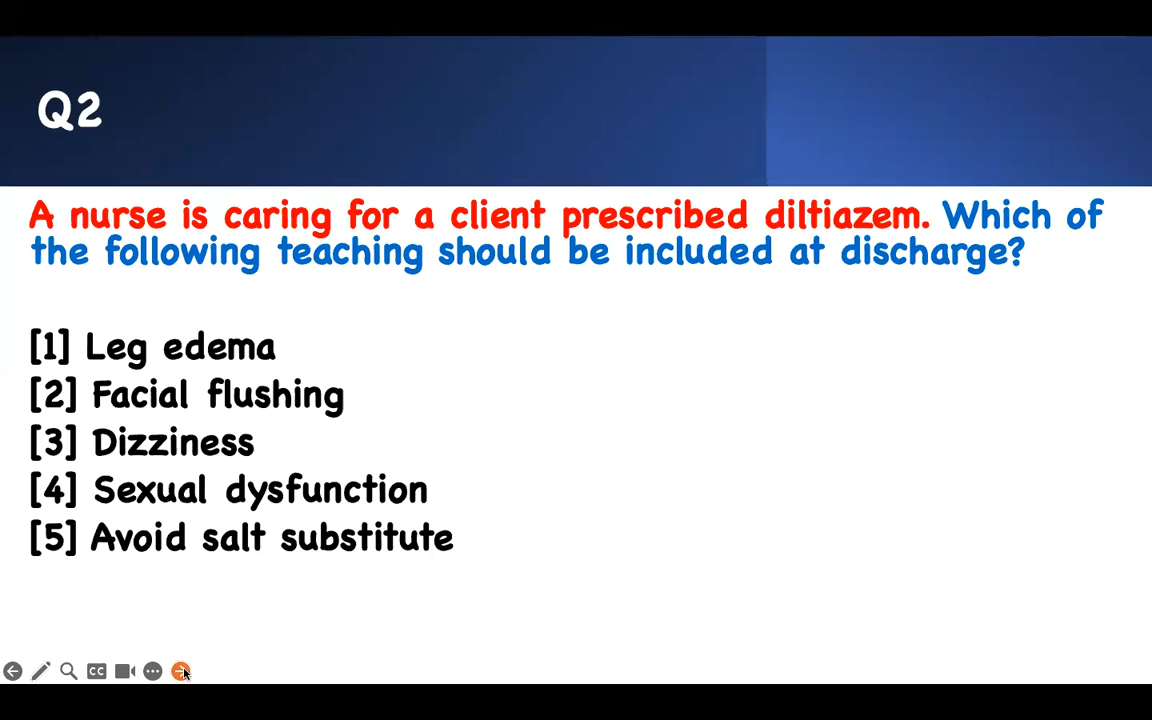 Q2
A nurse is caring for a client prescribed diltiazem. Which of
the following teaching should be included at discharge?
[1] Leg edema
[2] Facial flushing
[3] Dizziness
[4] Sexual dysfunction
[5] Avoid salt substitute
CC